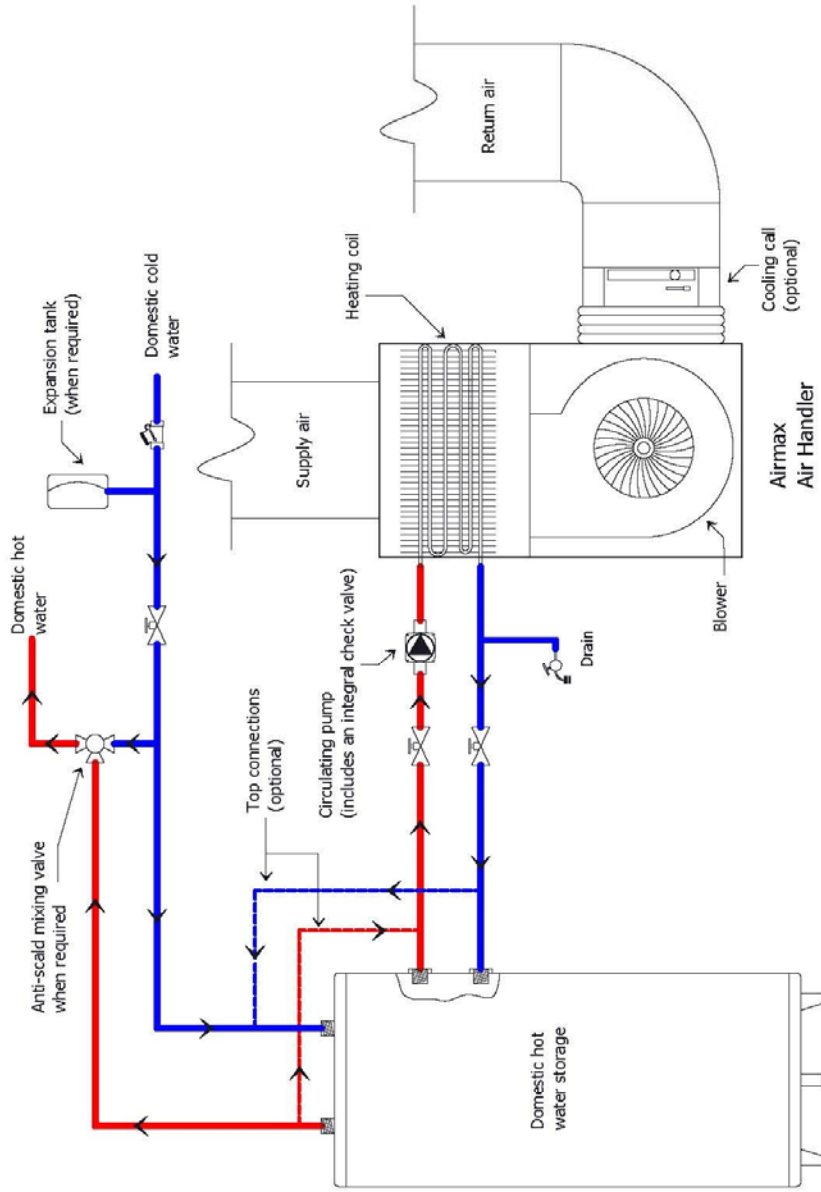 Expansion tank
(when required)
Domestic cold
water
Domestic hot
water
Anti-scald mixing valve
when required
Top connections
(optional)
Circulating pump
(includes an integral check valve)
Supply air
Return air
Heating coil
Cooling call
(optional)
Drain
Blower
Airmax
Air Handler
Domestic hot
water storage